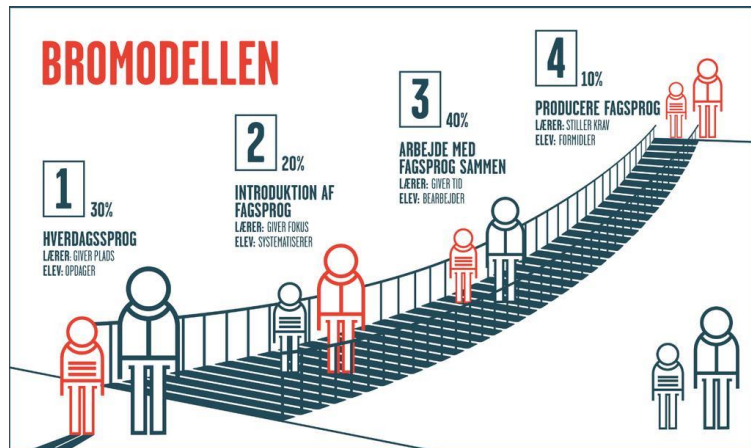 BROMODELLEN
1
30%
HVERDAGSSPROG
LÆRER: GIVER PLADS
ELEV: OPDAGER
2
20%
INTRODUKTION AF
FAGSPROG
LÆRER: GIVER FOKUS
ELEV: SYSTEMATISERER
3
40%
ARBEJDE MED
FAGSPROG SAMMEN
LÆRER: GIVER TID
ELEV: BEARBEJDER
4
10%
PRODUCERE FAGSPROG
LÆRER: STILLER KRAV
ELEV: FORMIDLER